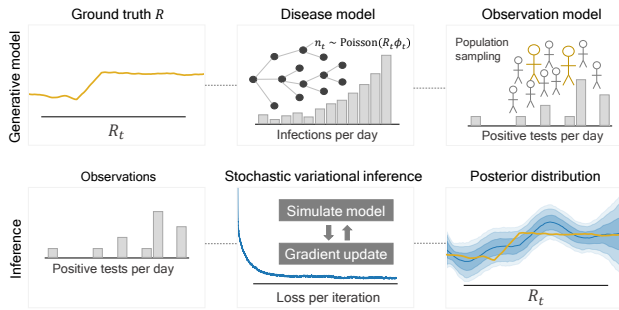 Generative model
Ground truth R
R_t
Disease model
n_t ~ Poisson(R_tϕ_t)
Infections per day
Observation model
Population
sampling
Positive tests per day
Inference
Observations
Positive tests per day
Stochastic variational inference
Simulate model
Gradient update
Loss per iteration
Posterior distribution
R_t